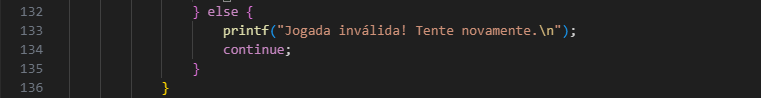 132 } else {
133 printf("Jogada inválida! Tente novamente.\n");
134 continue;
135 }
136 }